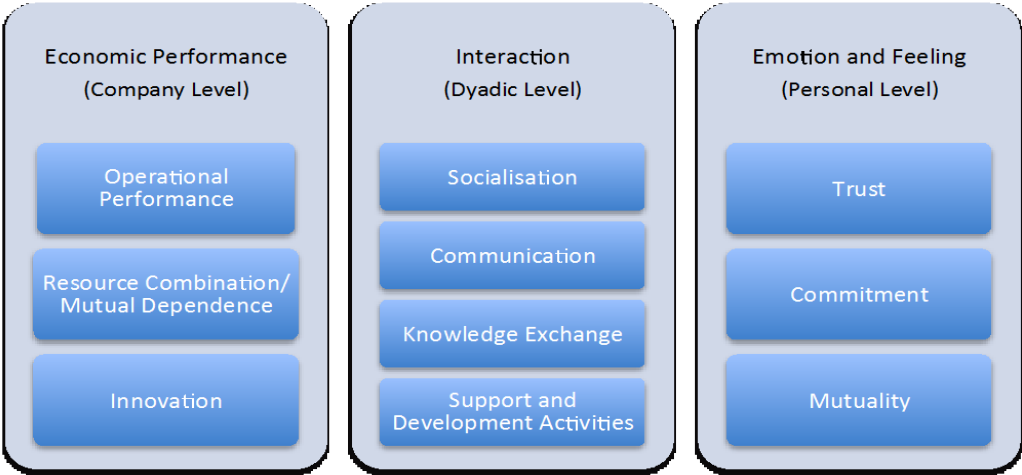 Economic Performance
(Company Level)
Operational
Performance
Resource Combination/
Mutual Dependence
Innovation
Interaction
(Dyadic Level)
Socialisation
Communication
Knowledge Exchange
Support and
Development Activities
Emotion and Feeling
(Personal Level)
Trust
Commitment
Mutuality